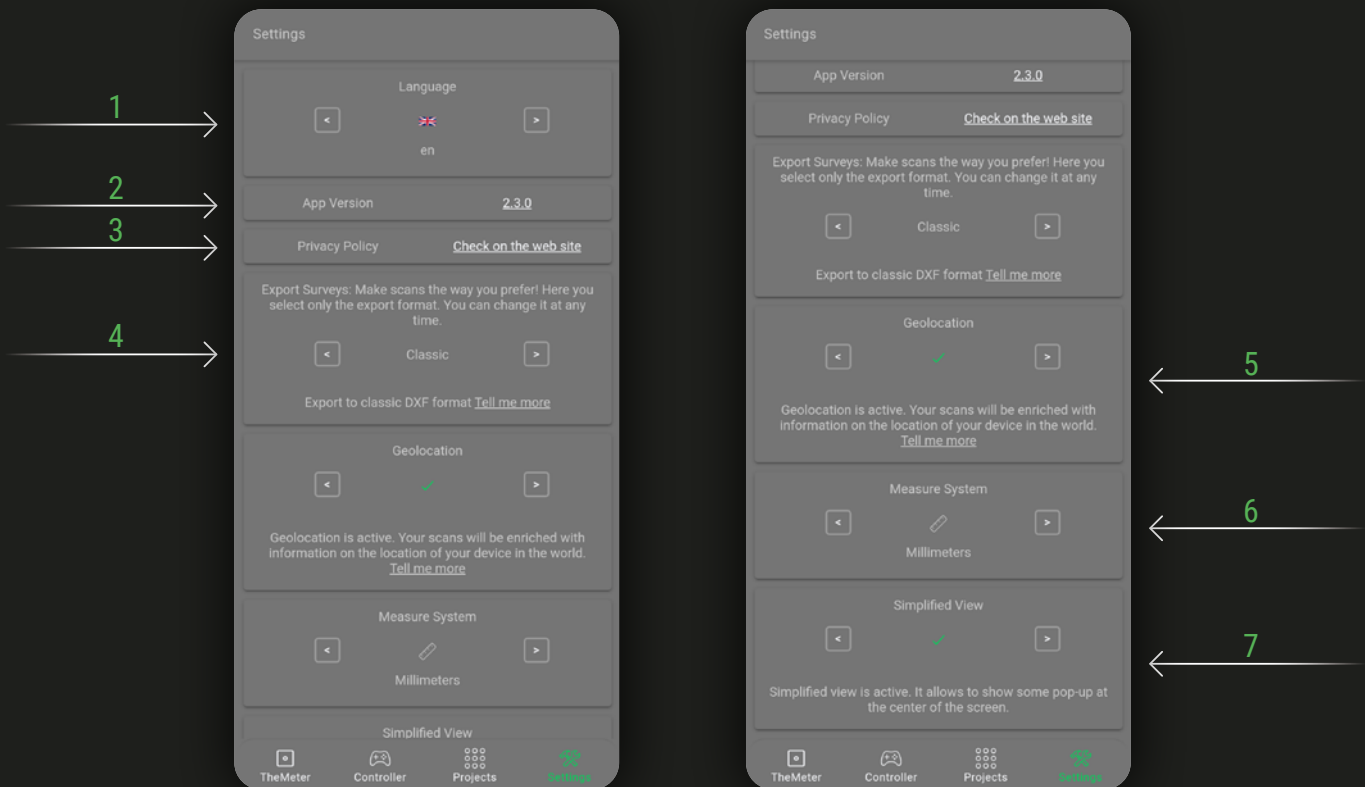 Settings
Language
1
<
>
en
2
App Version 2.3.0
3
Privacy Policy Check on the web site
Export Surveys: Make scans the way you prefer! Here you
select only the export format. You can change it at any
time.
4
< Classic >
Export to classic DXF format Tell me more
Geolocation
< >
Geolocation is active. Your scans will be enriched with
information on the location of your device in the world.
Tell me more
Measure System
< >
Millimeters
Simplified View
TheMeter Controller Projects Settings
Settings
App Version 2.3.0
Privacy Policy Check on the web site
Export Surveys: Make scans the way you prefer! Here you
select only the export format. You can change it at any
time.
< Classic >
Export to classic DXF format Tell me more
Geolocation
< >
5
Geolocation is active. Your scans will be enriched with
information on the location of your device in the world.
Tell me more
Measure System
6
< >
Millimeters
Simplified View
< >
7
Simplified view is active. It allows to show some pop-up at
the center of the screen.
TheMeter Controller Projects Settings